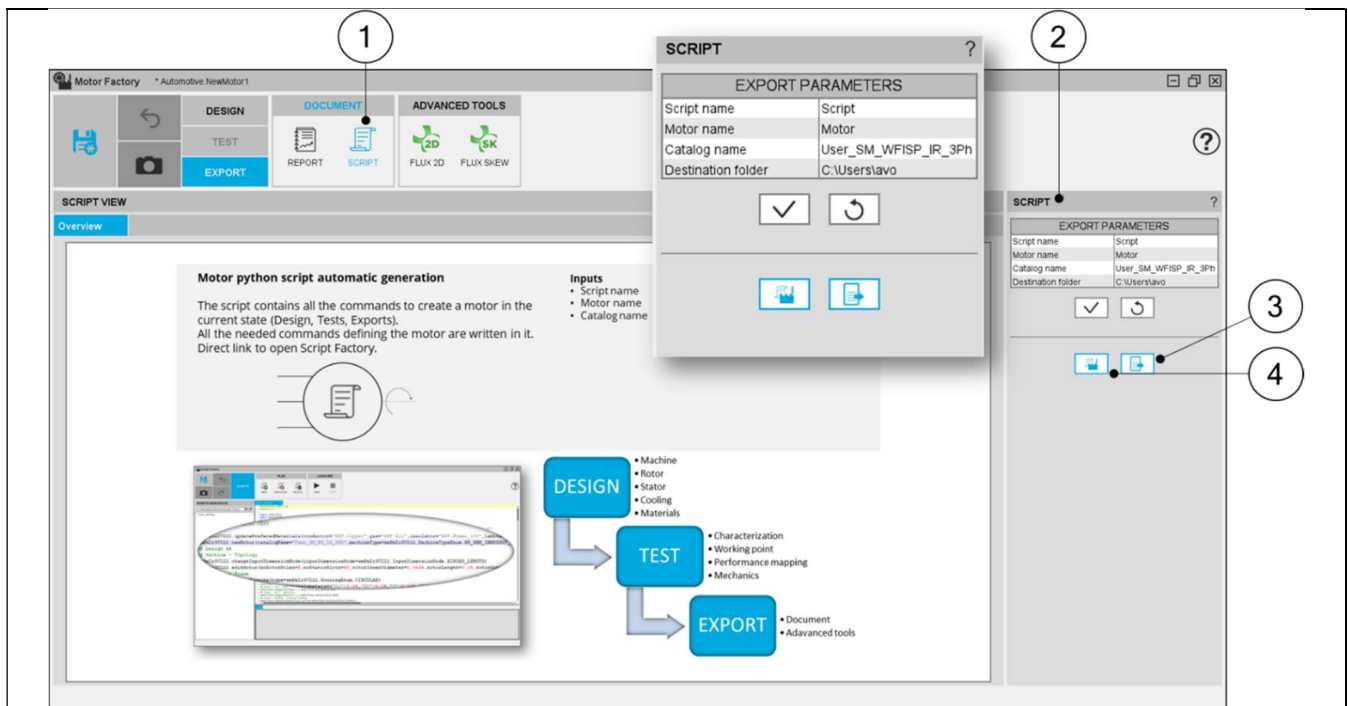 1
2
SCRIPT ?
EXPORT PARAMETERS
Script name Script
Motor name Motor
Catalog name User_SM_WFISP_IR_3Ph
Destination folder C:\Users\avo
Motor Factory * Automotive.NewMotor1
DESIGN
TEST
EXPORT
DOCUMENT
REPORT SCRIPT
ADVANCED TOOLS
2D SK
FLUX 2D FLUX SKEW
?
SCRIPT VIEW
Overview
SCRIPT ?
EXPORT PARAMETERS
Script name Script
Motor name Motor
Catalog name User_SM_WFISP_IR_3Ph
Destination folder C:\Users\avo
3
4
Motor python script automatic generation
The script contains all the commands to create a motor in the
current state (Design, Tests, Exports).
All the needed commands defining the motor are written in it.
Direct link to open Script Factory.
Inputs
• Script name
• Motor name
• Catalog name
DESIGN
• Machine
• Rotor
• Stator
• Cooling
• Materials
TEST
• Characterization
• Working point
• Performance mapping
• Mechanics
EXPORT
• Document
• Adavanced tools